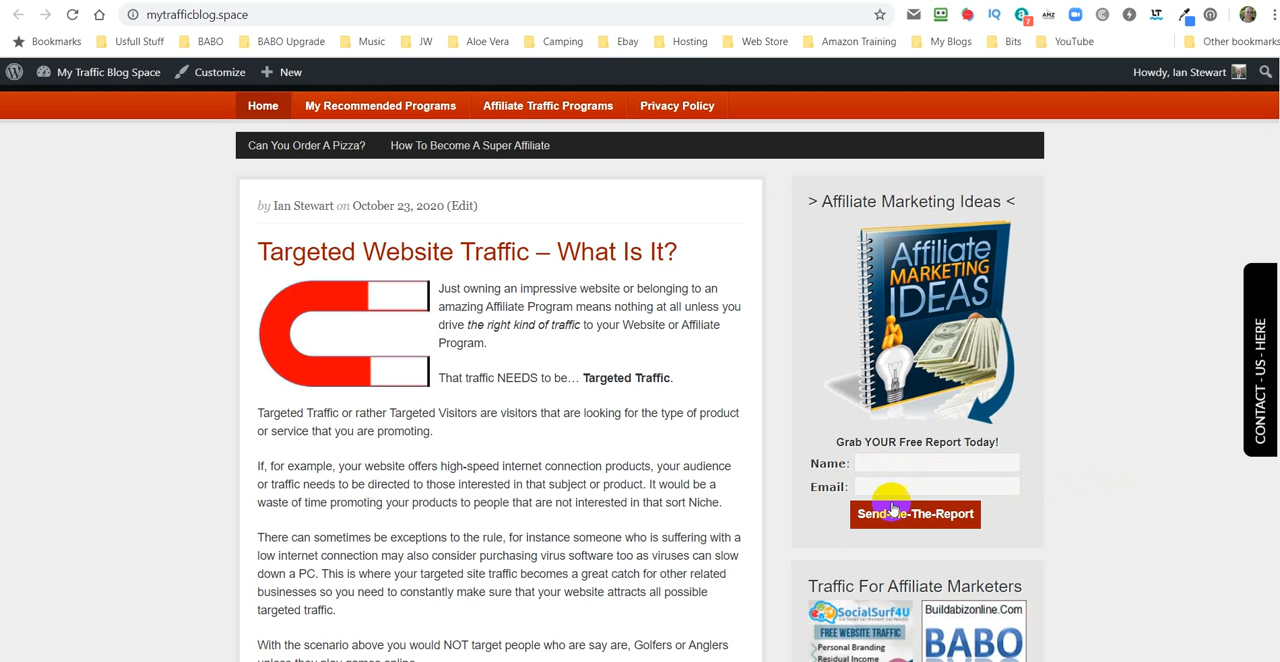 mytrafficblog.space
7
AMZ
IQ
LT
Bookmarks
Usfull Stuff
BABO
BABO Upgrade
Music
JW
Aloe Vera
Camping
Ebay
Hosting
Web Store
Amazon Training
My Blogs
Bits
YouTube
Other bookmarks
My Traffic Blog Space
Customize
New
Howdy, Ian Stewart
Home
My Recommended Programs
Affiliate Traffic Programs
Privacy Policy
Can You Order A Pizza?
How To Become A Super Affiliate
by Ian Stewart on October 23, 2020 (Edit)
Targeted Website Traffic – What Is It?
Just owning an impressive website or belonging to an
amazing Affiliate Program means nothing at all unless you
drive the right kind of traffic to your Website or Affiliate
Program.
That traffic NEEDS to be… Targeted Traffic.
Targeted Traffic or rather Targeted Visitors are visitors that are looking for the type of product
or service that you are promoting.
If, for example, your website offers high-speed internet connection products, your audience
or traffic needs to be directed to those interested in that subject or product. It would be a
waste of time promoting your products to people that are not interested in that sort Niche.
There can sometimes be exceptions to the rule, for instance someone who is suffering with a
low internet connection may also consider purchasing virus software too as viruses can slow
down a PC. This is where your targeted site traffic becomes a great catch for other related
businesses so you need to constantly make sure that your website attracts all possible
targeted traffic.
With the scenario above you would NOT target people who are say are, Golfers or Anglers
unless they play games online.
> Affiliate Marketing Ideas <
Affiliate
MARKETING
IDEAS
Grab YOUR Free Report Today!
Name:
Email:
Send-Me-The-Report
Traffic For Affiliate Marketers
SocialSurf4U
FREE WEBSITE TRAFFIC
Personal Branding
Residual Income
Buildabizonline.Com
BABO
CONTACT - US - HERE